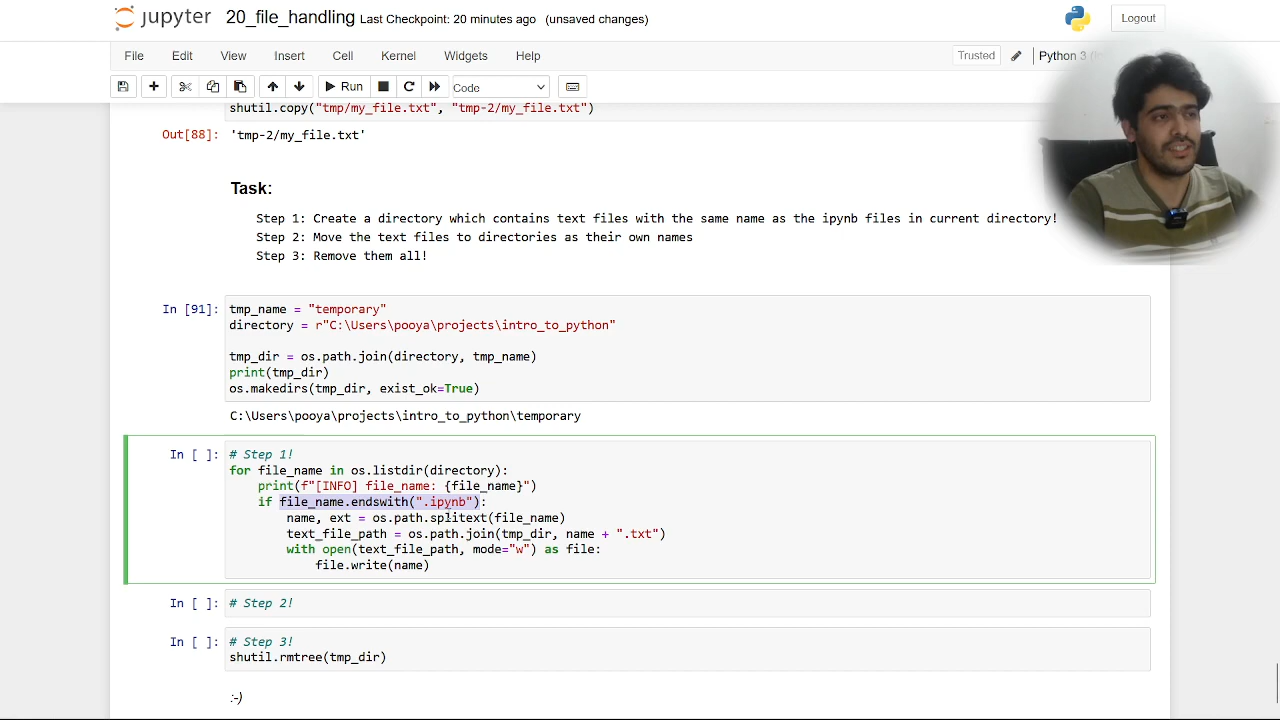 jupyter 20_file_handling Last Checkpoint: 20 minutes ago (unsaved changes) Logout
File Edit View Insert Cell Kernel Widgets Help Trusted Python 3
Run Code
shutil.copy("tmp/my_file.txt", "tmp-2/my_file.txt")
Out[88]: 'tmp-2/my_file.txt'
Task:
Step 1: Create a directory which contains text files with the same name as the ipynb files in current directory!
Step 2: Move the text files to directories as their own names
Step 3: Remove them all!
In [91]: tmp_name = "temporary"
directory = r"C:\Users\pooya\projects\intro_to_python"
tmp_dir = os.path.join(directory, tmp_name)
print(tmp_dir)
os.makedirs(tmp_dir, exist_ok=True)
C:\Users\pooya\projects\intro_to_python\temporary
In [ ]: # Step 1!
for file_name in os.listdir(directory):
print(f"[INFO] file_name: {file_name}")
if file_name.endswith(".ipynb"):
name, ext = os.path.splitext(file_name)
text_file_path = os.path.join(tmp_dir, name + ".txt")
with open(text_file_path, mode="w") as file:
file.write(name)
In [ ]: # Step 2!
In [ ]: # Step 3!
shutil.rmtree(tmp_dir)
:-)